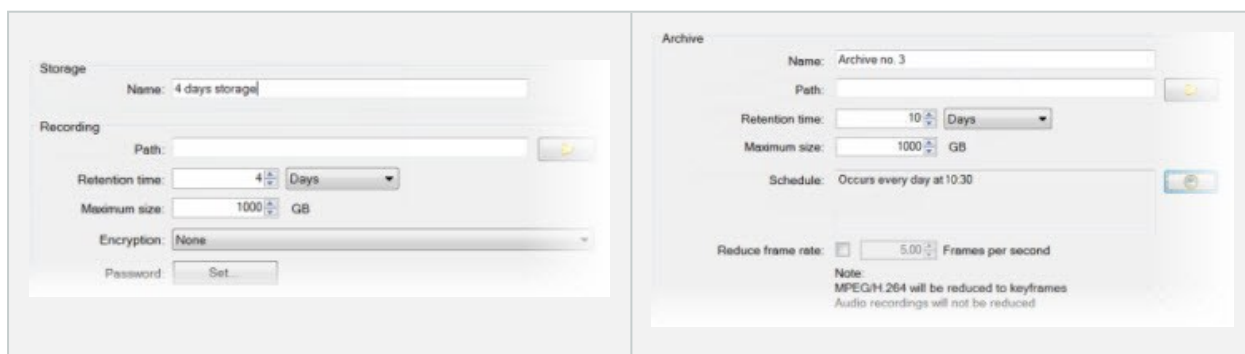 Storage
Name: 4 days storage
Recording
Path:
Retention time: 4 Days
Maximum size: 1000 GB
Encryption: None
Password: Set...
Archive
Name: Archive no. 3
Path:
Retention time: 10 Days
Maximum size: 1000 GB
Schedule: Occurs every day at 10:30
Reduce frame rate: 5.00 Frames per second
Note:
MPEG/H.264 will be reduced to keyframes
Audio recordings will not be reduced